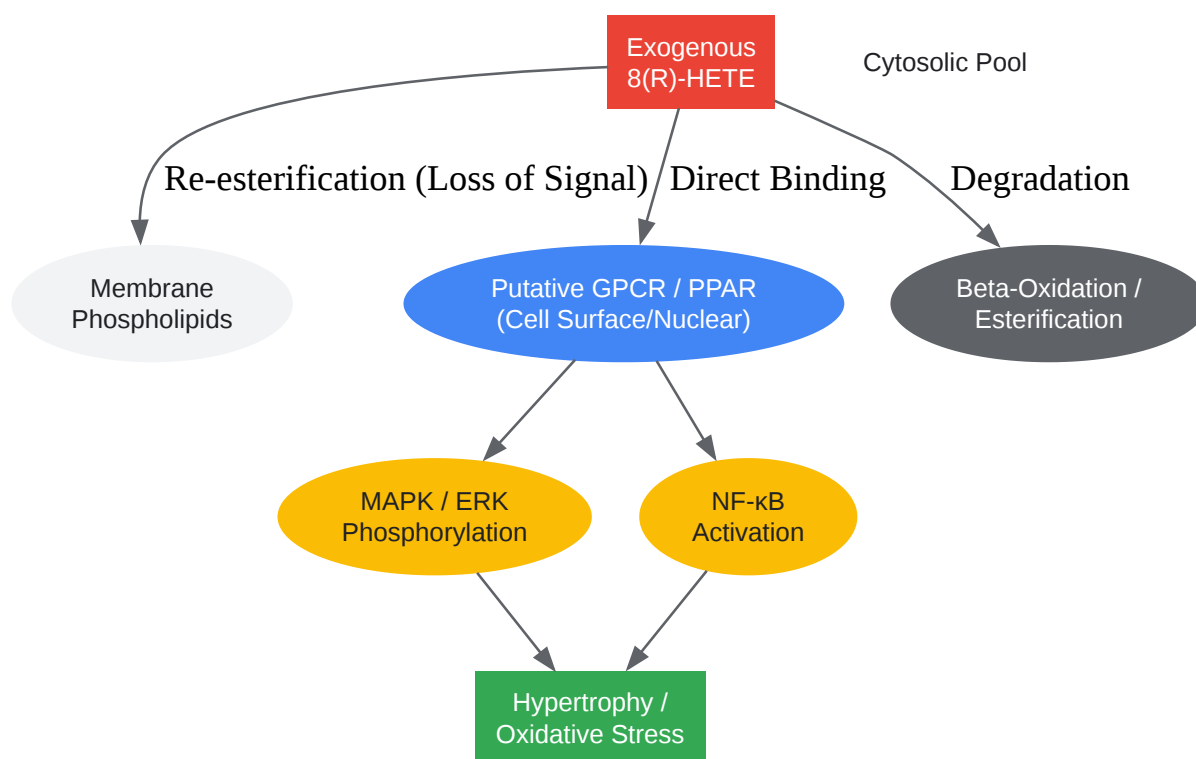 Exogenous
8(R)-HETE
Cytosolic Pool
Re-esterification (Loss of Signal)
Direct Binding
Degradation
Membrane
Phospholipids
Putative GPCR / PPAR
(Cell Surface/Nuclear)
Beta-Oxidation /
Esterification
MAPK / ERK
Phosphorylation
NF-κB
Activation
Hypertrophy /
Oxidative Stress